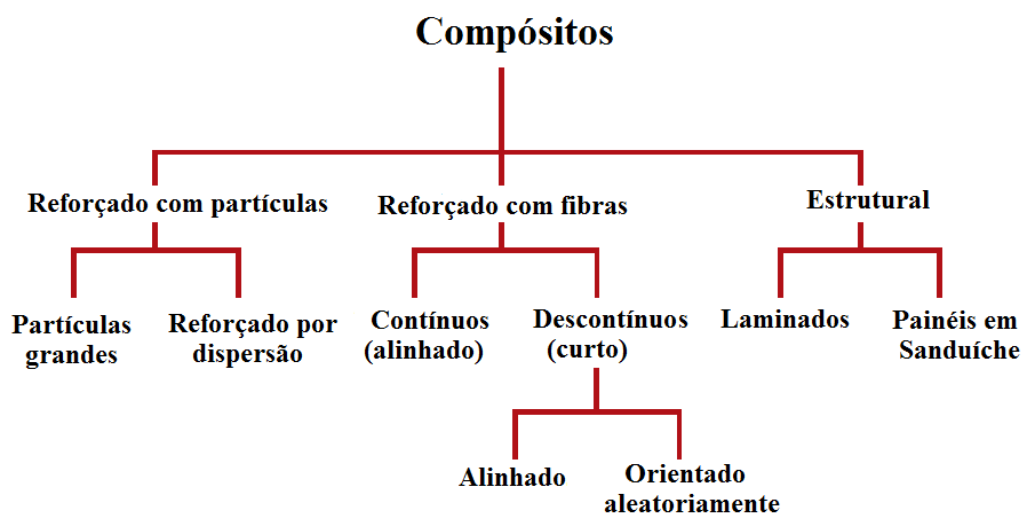 Compósitos
Reforçado com partículas
Reforçado com fibras
Estrutural
Partículas
grandes
Reforçado por
dispersão
Contínuos
(alinhado)
Descontínuos
(curto)
Laminados
Painéis em
Sanduíche
Alinhado
Orientado
aleatoriamente